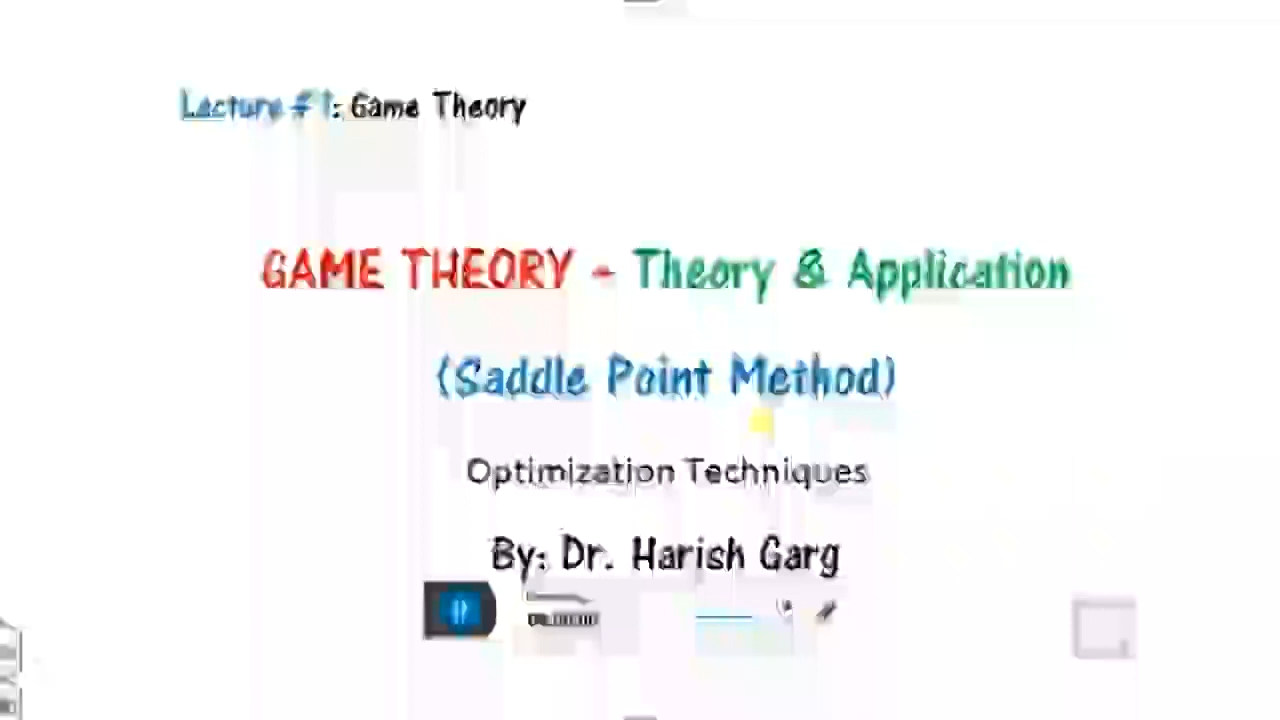 Lecture #1: Game Theory
GAME THEORY - Theory & Application
(Saddle Point Method)
Optimization Techniques
By: Dr. Harish Garg